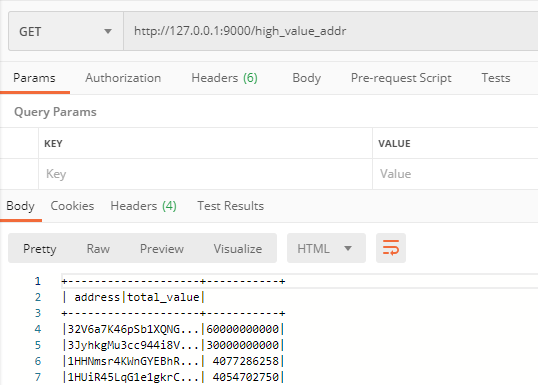 GET http://127.0.0.1:9000/high_value_addr
Params Authorization Headers (6) Body Pre-request Script Tests
Query Params
KEY VALUE
Key Value
Body Cookies Headers (4) Test Results
Pretty Raw Preview Visualize HTML
1 +--------------------+-----------+
2 | address|total_value|
3 +--------------------+-----------+
4 |32V6a7K46pSb1XQNG...|60000000000|
5 |3JyhkgMu3cc944i8V...|30000000000|
6 |1HHNmsr4KWnGYEBhR...| 4077286258|
7 |1HUiR45LqG1e1gkrC...| 4054702750|